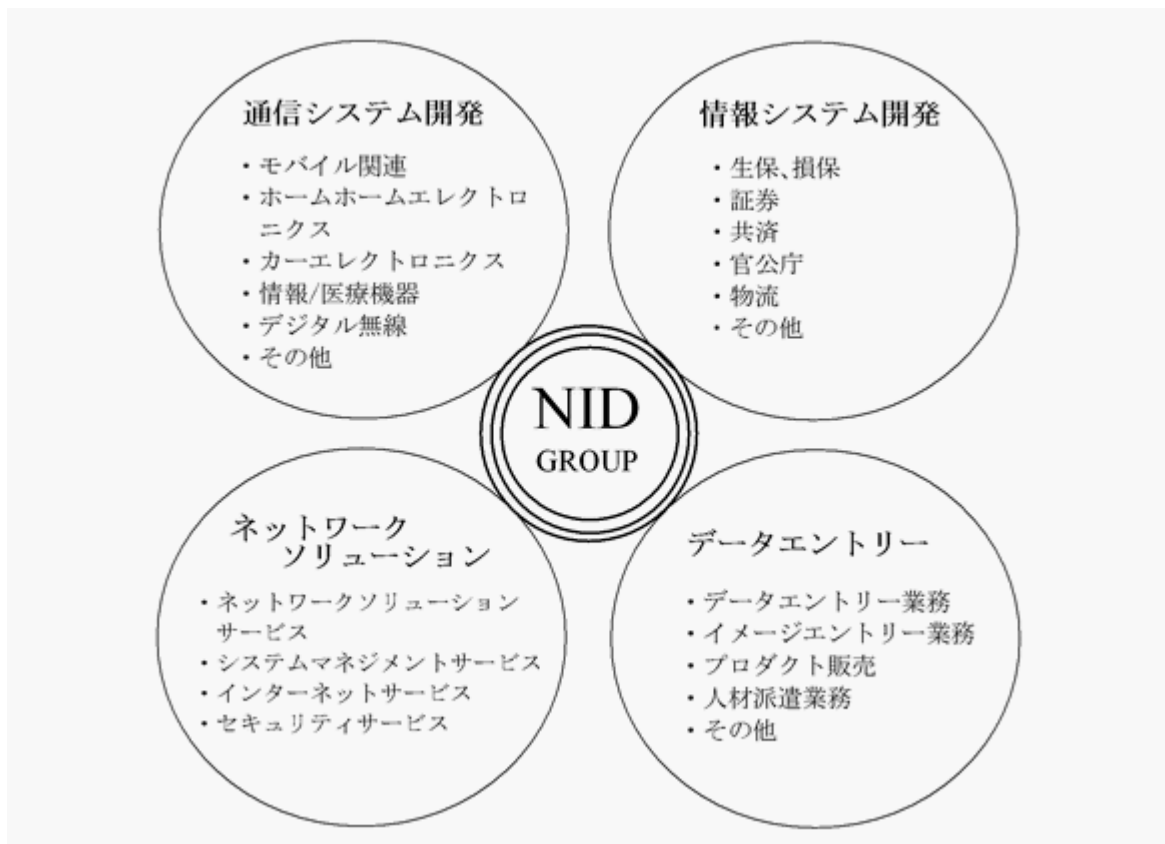 通信システム開発
・モバイル関連
・ホームホームエレクトロ
ニクス
・カーエレクトロニクス
・情報/医療機器
・デジタル無線
・その他
情報システム開発
・生保、損保
・証券
・共済
・官公庁
・物流
・その他
NID
GROUP
ネットワーク
ソリューション
・ネットワークソリューション
サービス
・システムマネジメントサービス
・インターネットサービス
・セキュリティサービス
データエントリー
・データエントリー業務
・イメージエントリー業務
・プロダクト販売
・人材派遣業務
・その他